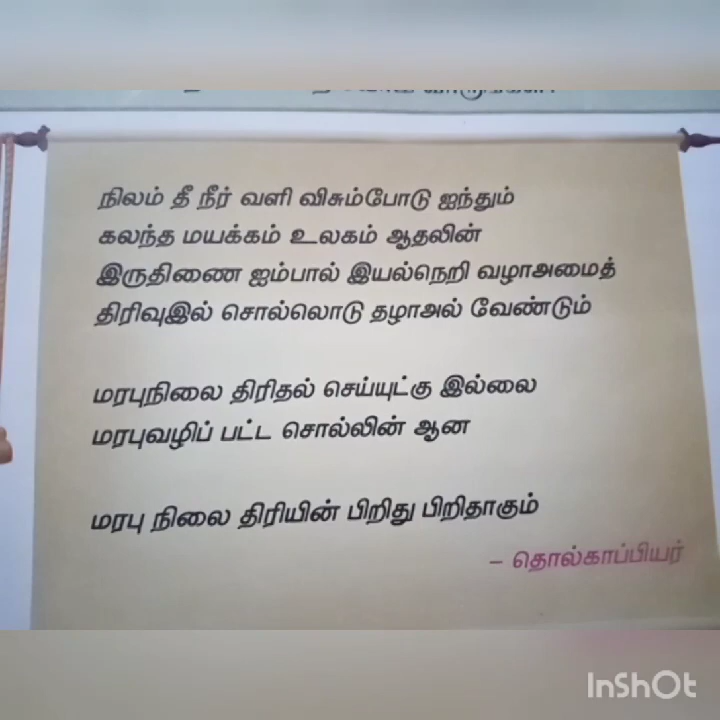 நிலம் தீ நீர் வளி விசும்போடு ஐந்தும்
கலந்த மயக்கம் உலகம் ஆதலின்
இருதிணை ஐம்பால் இயல்நெறி வழாஅமைத்
திரிவுஇல் சொல்லொடு தழாஅல் வேண்டும்
மரபுநிலை திரிதல் செய்யுட்கு இல்லை
மரபுவழிப் பட்ட சொல்லின் ஆன
மரபு நிலை திரியின் பிறிது பிறிதாகும்
– தொல்காப்பியர்
InShOt